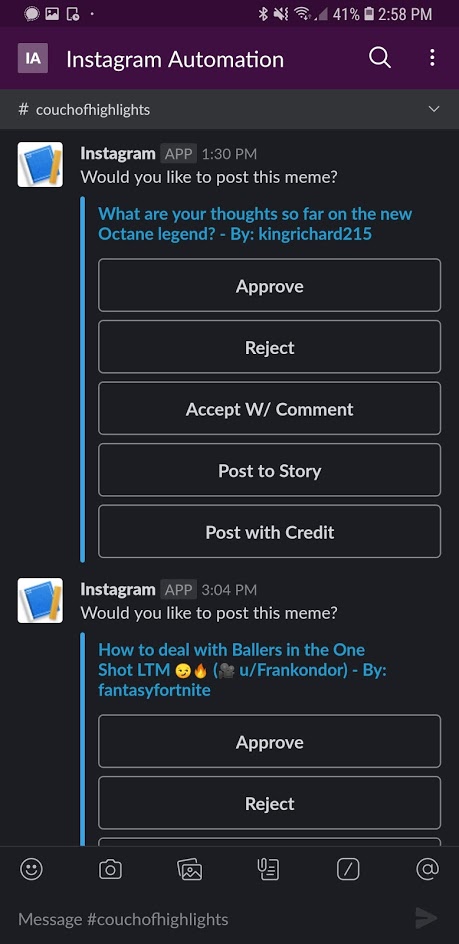 41% 2:58 PM
IA Instagram Automation
# couchofhighlights
Instagram APP 1:30 PM
Would you like to post this meme?
What are your thoughts so far on the new
Octane legend? - By: kingrichard215
Approve
Reject
Accept W/ Comment
Post to Story
Post with Credit
Instagram APP 3:04 PM
Would you like to post this meme?
How to deal with Ballers in the One
Shot LTM 😏🔥 (🎥 u/Frankondor) - By:
fantasyfortnite
Approve
Reject
Message #couchofhighlights